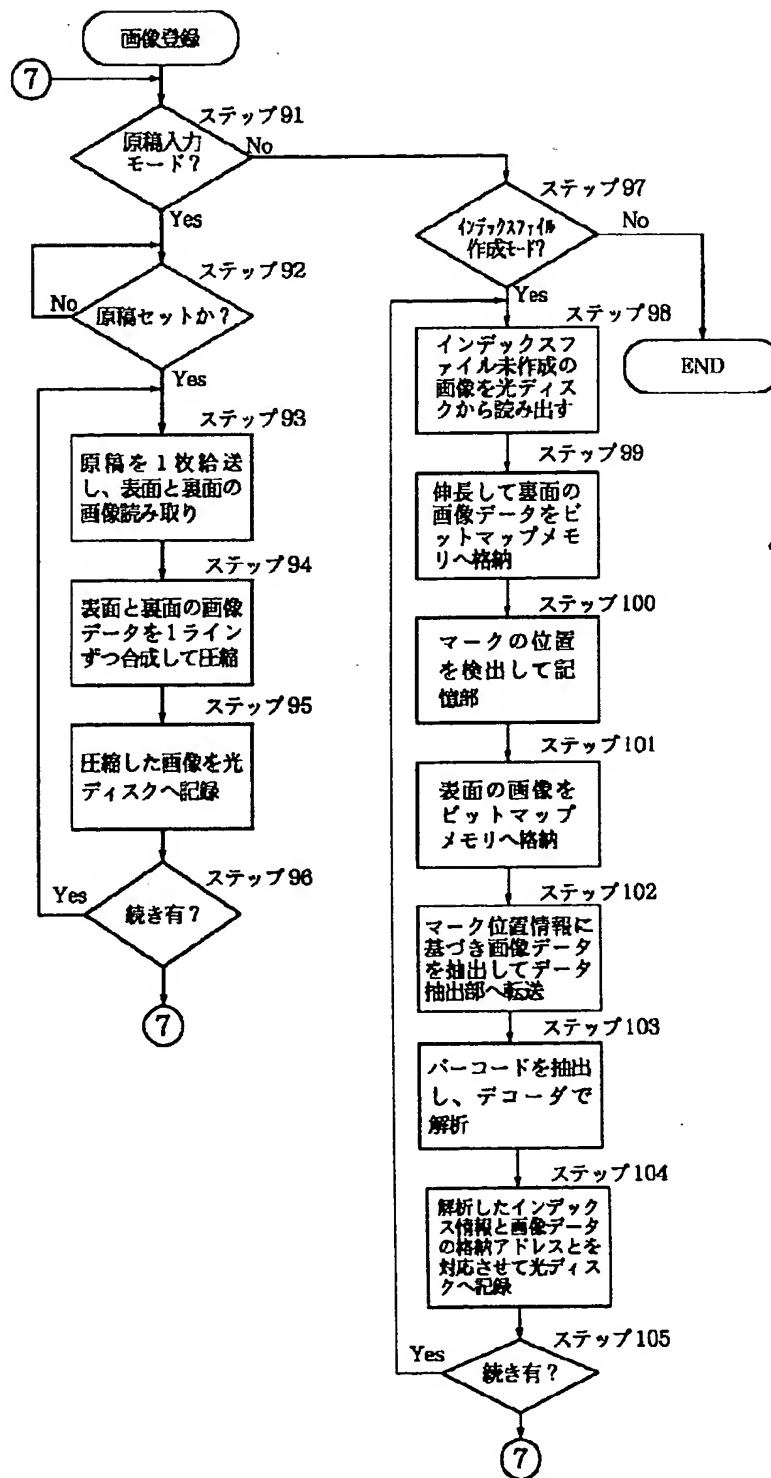 画像登録
⑦
ステップ91
原稿入力
モード？
No
Yes
ステップ92
No
原稿セットか？
Yes
ステップ93
原稿を１枚給送
し、表面と裏面の
画像読み取り
ステップ94
表面と裏面の画像
データを１ライン
ずつ合成して圧縮
ステップ95
圧縮した画像を光
ディスクへ記録
ステップ96
Yes
続き有？
⑦
ステップ97
インデックスファイル
作成モード？
No
Yes
END
ステップ98
インデックスフ
ァイル未作成の
画像を光ディス
クから読み出す
ステップ99
伸長して裏面の
画像データをビ
ットマップメモ
リへ格納
ステップ100
マークの位置
を検出して記
憶部
ステップ101
表面の画像を
ビットマップ
メモリへ格納
ステップ102
マーク位置情報に
基づき画像データ
を抽出してデータ
抽出部へ転送
ステップ103
バーコードを抽出
し、デコーダで
解析
ステップ104
解析したインデック
ス情報と画像データ
の格納アドレスとを
対応させて光ディス
クへ記録
ステップ105
Yes
続き有？
⑦